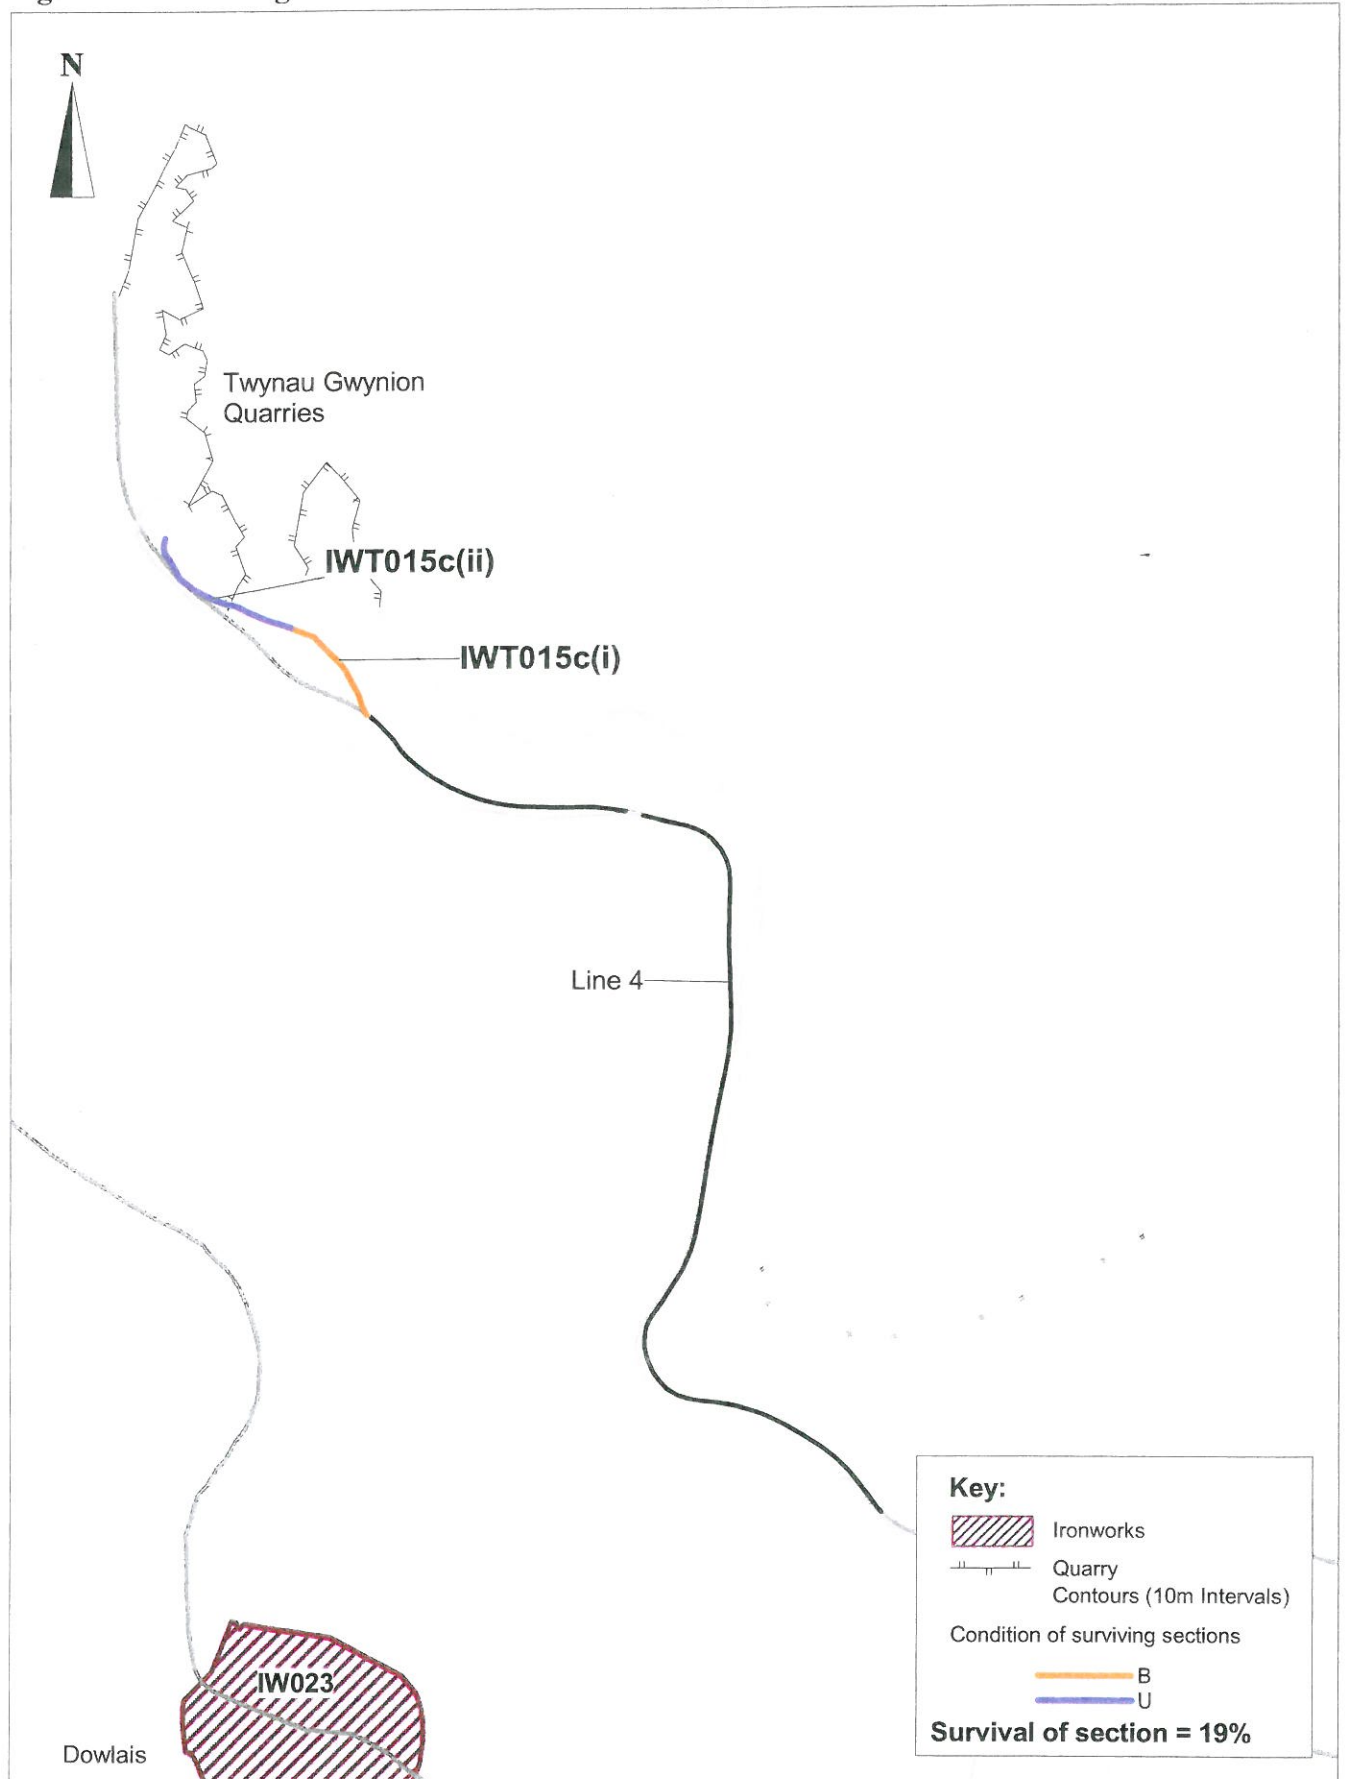 N
Twynau Gwynion
Quarries
IWT015c(ii)
IWT015c(i)
Line 4
Key:
Ironworks
Quarry
Contours (10m Intervals)
Condition of surviving sections
B
U
Survival of section = 19%
IW023
Dowlais